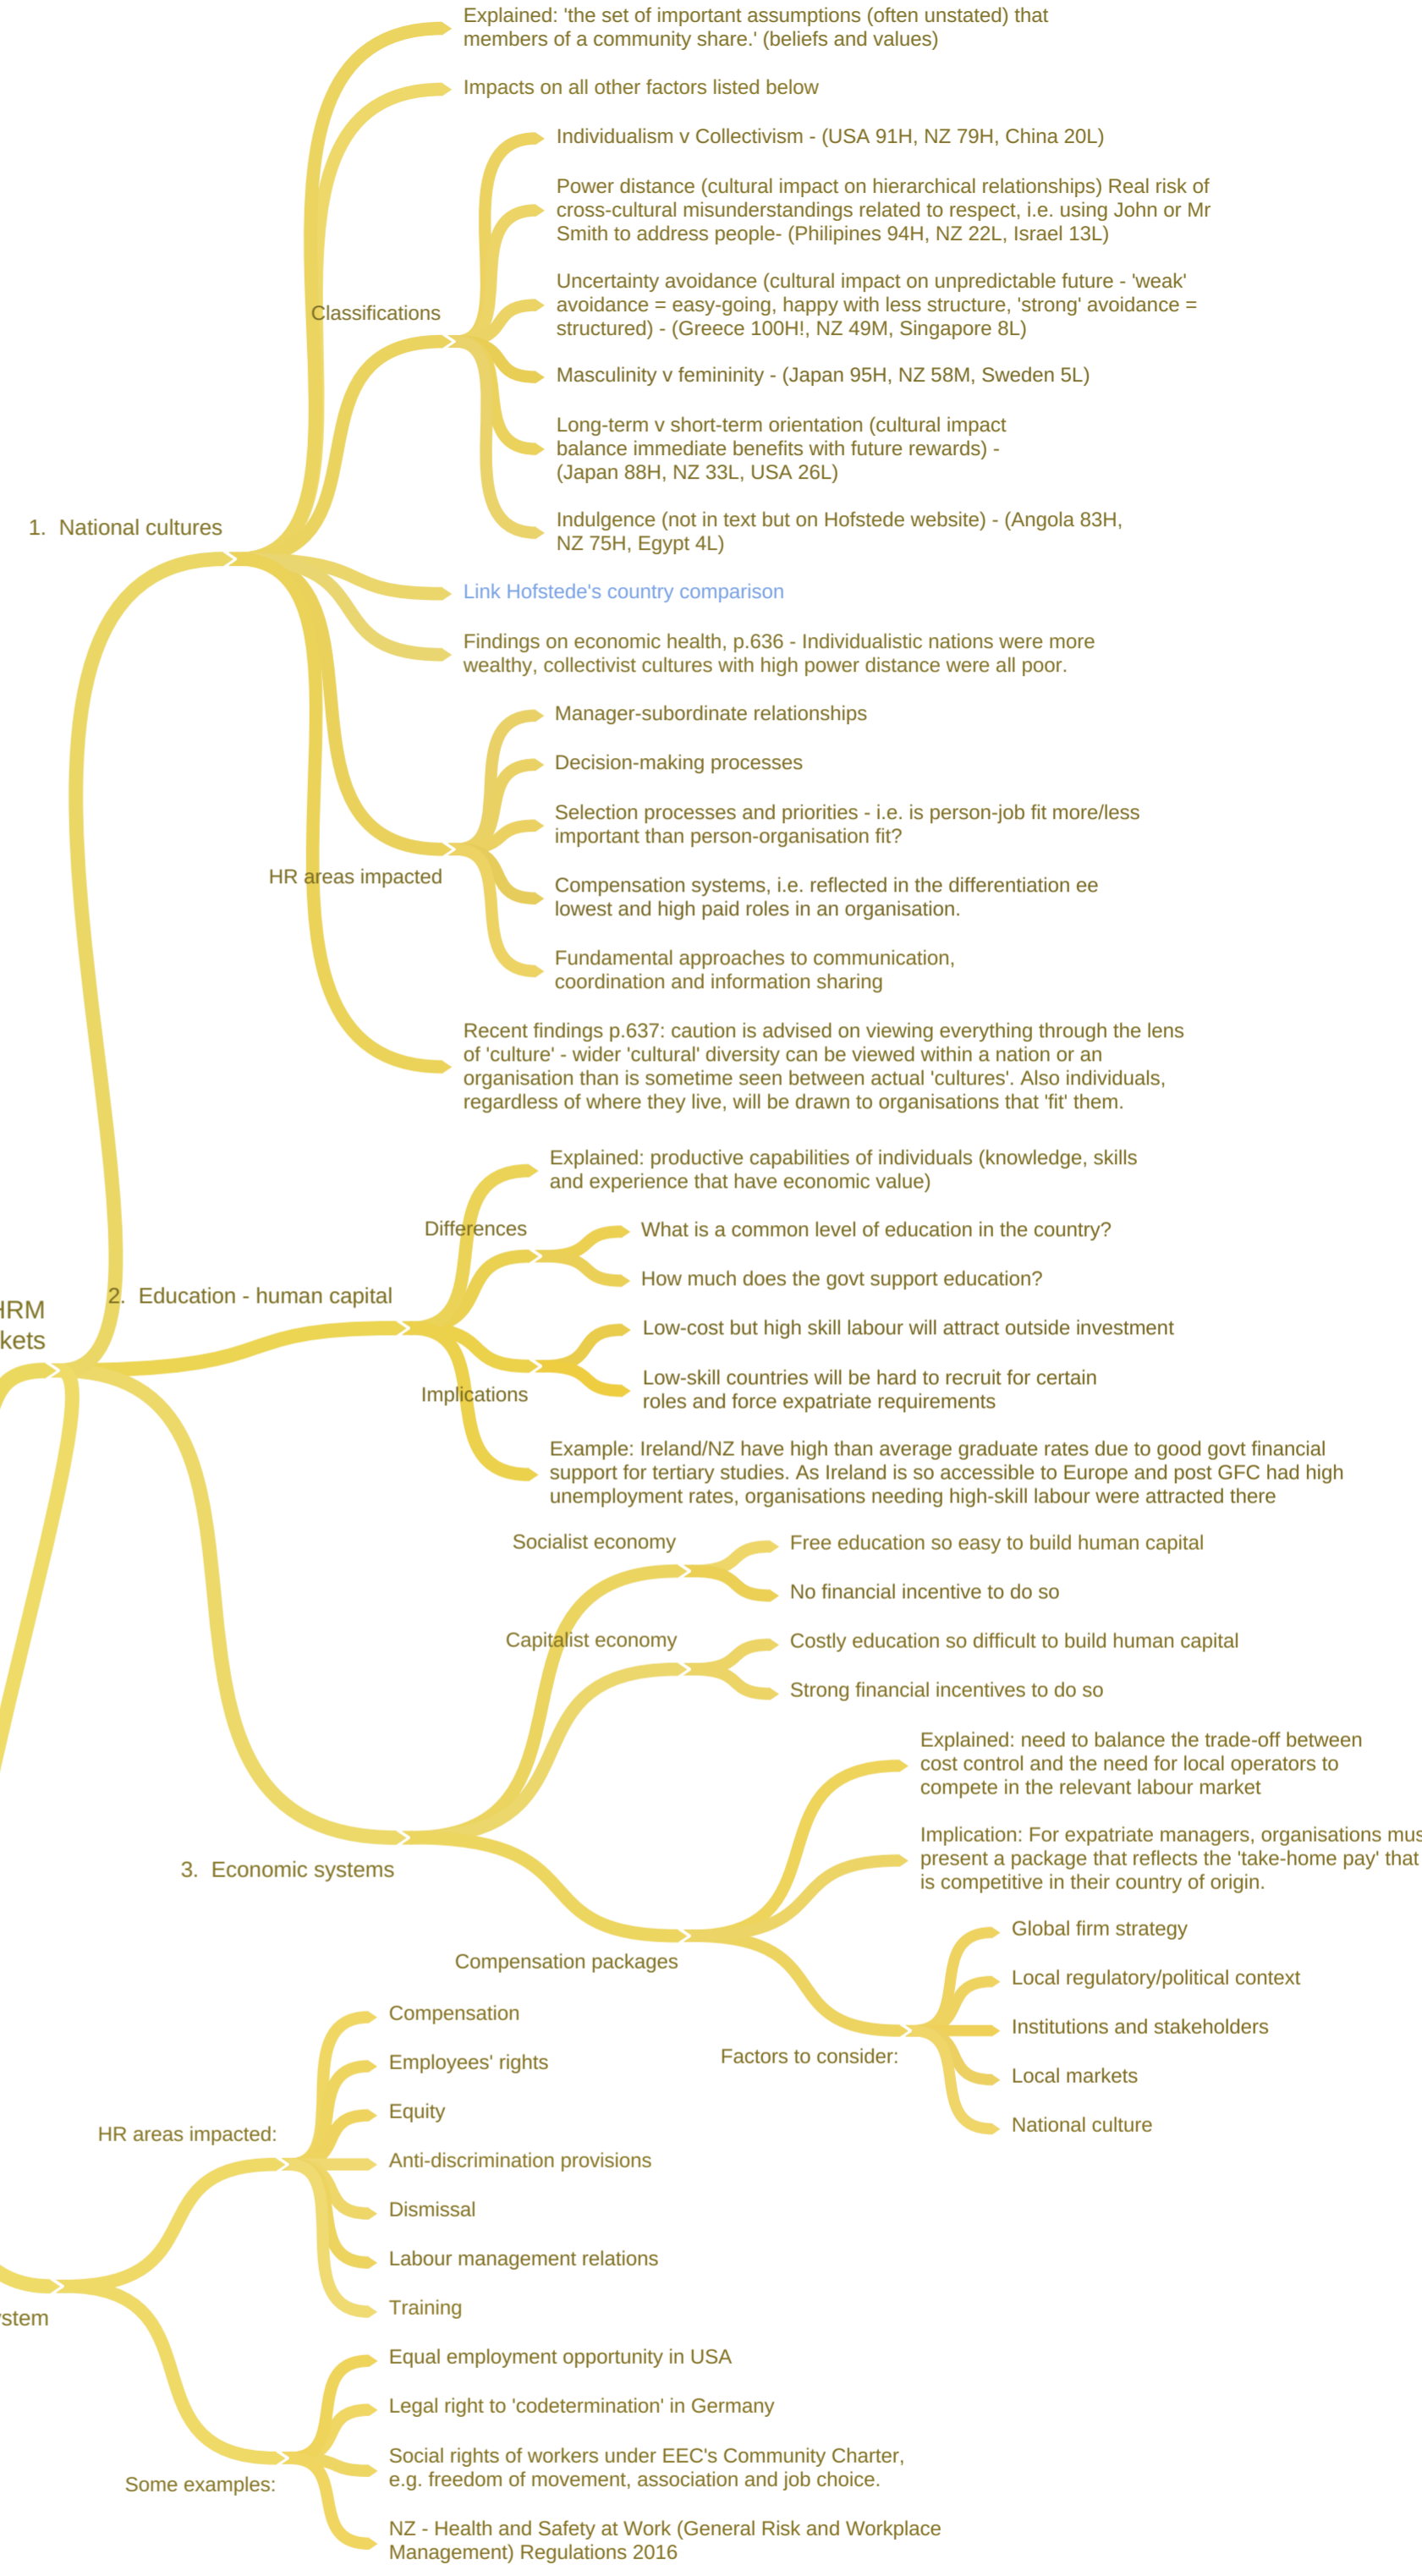 Explained: 'the set of important assumptions (often unstated) that
members of a community share.' (beliefs and values)
Impacts on all other factors listed below
Individualism v Collectivism - (USA 91H, NZ 79H, China 20L)
Power distance (cultural impact on hierarchical relationships) Real risk of
cross-cultural misunderstandings related to respect, i.e. using John or Mr
Smith to address people- (Philipines 94H, NZ 22L, Israel 13L)
Uncertainty avoidance (cultural impact on unpredictable future - 'weak'
avoidance = easy-going, happy with less structure, 'strong' avoidance =
structured) - (Greece 100H!, NZ 49M, Singapore 8L)
Classifications
Masculinity v femininity - (Japan 95H, NZ 58M, Sweden 5L)
Long-term v short-term orientation (cultural impact
balance immediate benefits with future rewards) -
(Japan 88H, NZ 33L, USA 26L)
Indulgence (not in text but on Hofstede website) - (Angola 83H,
NZ 75H, Egypt 4L)
1. National cultures
Link Hofstede's country comparison
Findings on economic health, p.636 - Individualistic nations were more
wealthy, collectivist cultures with high power distance were all poor.
Manager-subordinate relationships
Decision-making processes
Selection processes and priorities - i.e. is person-job fit more/less
important than person-organisation fit?
HR areas impacted
Compensation systems, i.e. reflected in the differentiation ee
lowest and high paid roles in an organisation.
Fundamental approaches to communication,
coordination and information sharing
Recent findings p.637: caution is advised on viewing everything through the lens
of 'culture' - wider 'cultural' diversity can be viewed within a nation or an
organisation than is sometime seen between actual 'cultures'. Also individuals,
regardless of where they live, will be drawn to organisations that 'fit' them.
Explained: productive capabilities of individuals (knowledge, skills
and experience that have economic value)
Differences
What is a common level of education in the country?
How much does the govt support education?
HRM
kets
2. Education - human capital
Low-cost but high skill labour will attract outside investment
Implications
Low-skill countries will be hard to recruit for certain
roles and force expatriate requirements
Example: Ireland/NZ have high than average graduate rates due to good govt financial
support for tertiary studies. As Ireland is so accessible to Europe and post GFC had high
unemployment rates, organisations needing high-skill labour were attracted there
Socialist economy
Free education so easy to build human capital
No financial incentive to do so
Capitalist economy
Costly education so difficult to build human capital
Strong financial incentives to do so
Explained: need to balance the trade-off between
cost control and the need for local operators to
compete in the relevant labour market
3. Economic systems
Implication: For expatriate managers, organisations mus
present a package that reflects the 'take-home pay' that
is competitive in their country of origin.
Compensation packages
Global firm strategy
Local regulatory/political context
Institutions and stakeholders
Factors to consider:
Local markets
National culture
Compensation
Employees' rights
Equity
HR areas impacted:
Anti-discrimination provisions
Dismissal
Labour management relations
Training
stem
Equal employment opportunity in USA
Legal right to 'codetermination' in Germany
Social rights of workers under EEC's Community Charter,
e.g. freedom of movement, association and job choice.
Some examples:
NZ - Health and Safety at Work (General Risk and Workplace
Management) Regulations 2016